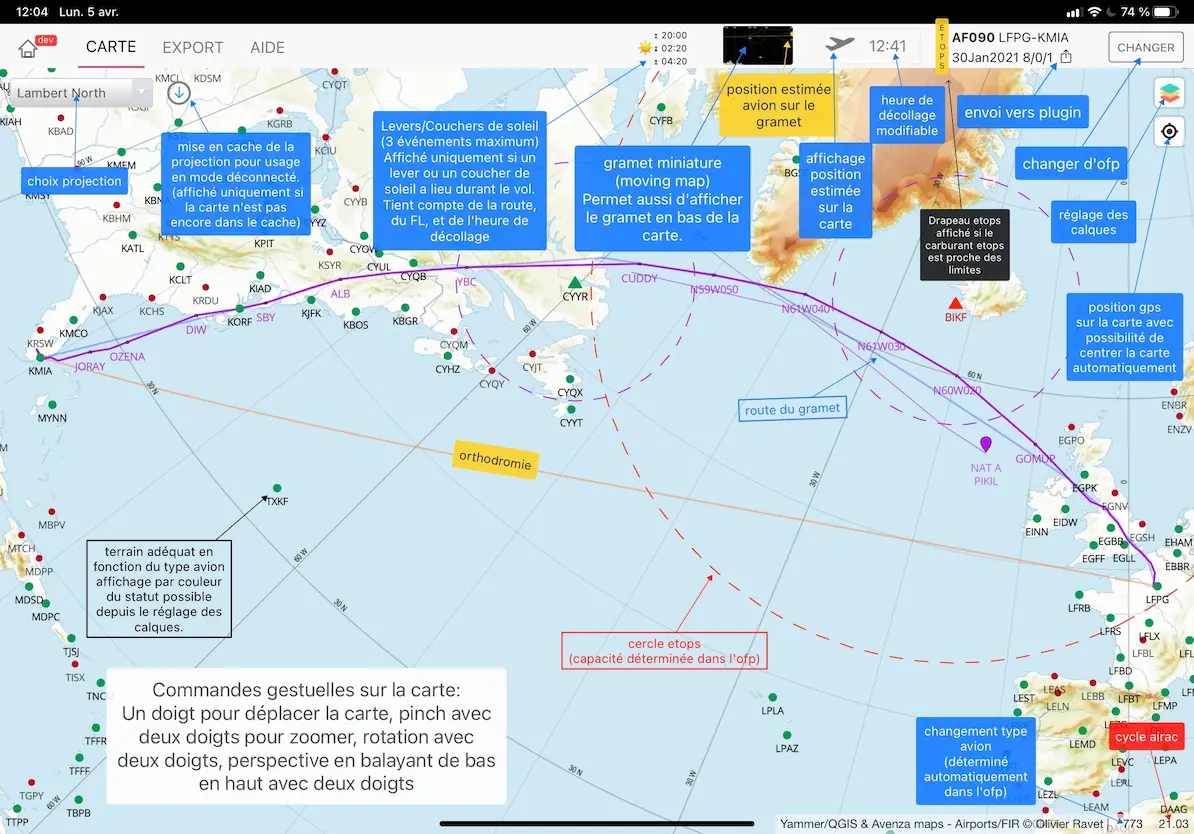 12:04 Lun. 5 avr.
74 %
dev
CARTE EXPORT AIDE
: 20:00
: 02:20
: 04:20
12:41
ETOPS
AF090 LFPG-KMIA
30Jan2021 8/0/1
CHANGER
Lambert North
choix projection
mise en cache de la
projection pour usage
en mode déconnecté.
(affiché uniquement si
la carte n'est pas
encore dans le cache)
Levers/Couchers de soleil
(3 événements maximum)
Affiché uniquement si un
lever ou un coucher de
soleil a lieu durant le vol.
Tient compte de la route,
du FL, et de l'heure de
décollage
position estimée
avion sur le
gramet
gramet miniature
(moving map)
Permet aussi d'afficher
le gramet en bas de la
carte.
affichage
position
estimée
sur la
carte
heure de
décollage
modifiable
envoi vers plugin
changer d'ofp
réglage des
calques
Drapeau etops
affiché si le
carburant etops
est proche des
limites
position gps
sur la carte avec
possibilité de
centrer la carte
automatiquement
KMCI
KDSM
CYQT
CYFB
KIAH
KBAD
KGRB
KCIU
KMEM
90 W
KMSY
KBNA
KBHM
YYZ
CYYB
KATL
KTYS
KPIT
CYOW
KSYR
CYUL
CYQB
KCLT
KIAD
ALB
YBC
CYYR
CUDDY
N59W050
N61W040
BGS
30 W
BIKF
KJAX
KCHS
KRDU
KORF
SBY
KJFK
KBOS
KBGR
DIW
KMCO
KRSW
KMIA
JORAY
OZENA
60 W
CYQM
CYHZ
CYQY
CYJT
CYQX
CYYT
N61W030
60 N
N60W020
ENBR
ENZV
KMYNN
30 N
route du gramet
orthodromie
NAT A
PIKIL
GOMUP
EGPO
EGPK
EGNV
EIDW
EINN
EGBB
EGSH
EHAM
EGFF
EGLL
EBBR
30 W
TXKF
MBPV
MTCH
MDPP
MDSD
MDPC
TJSJ
TISX
TNC
TFFR
TFFF
TGPY
TTPP
TBPB
60 W
60 W
30 N
terrain adéquat en
fonction du type avion
affichage par couleur
du statut possible
depuis le réglage des
calques.
cercle etops
(capacité déterminée dans l'ofp)
LFPG
LFRB
LFRS
LFLX
LFBL
LFBD
LEST
LEAS
LELN
LEBB
LFBT
LFMP
LEZG
LEMD
LEVC
LEPA
LEZL
LEAL
LEAM
DAAG
LPLA
LPAZ
30 N
30 W
Commandes gestuelles sur la carte:
Un doigt pour déplacer la carte, pinch avec
deux doigts pour zoomer, rotation avec
deux doigts, perspective en balayant de bas
en haut avec deux doigts
changement type
avion
(déterminé
automatiquement
dans l'ofp)
cycle airac
Yammer/QGIS & Avenza maps - Airports/FIR © Olivier Ravet
773
21.03